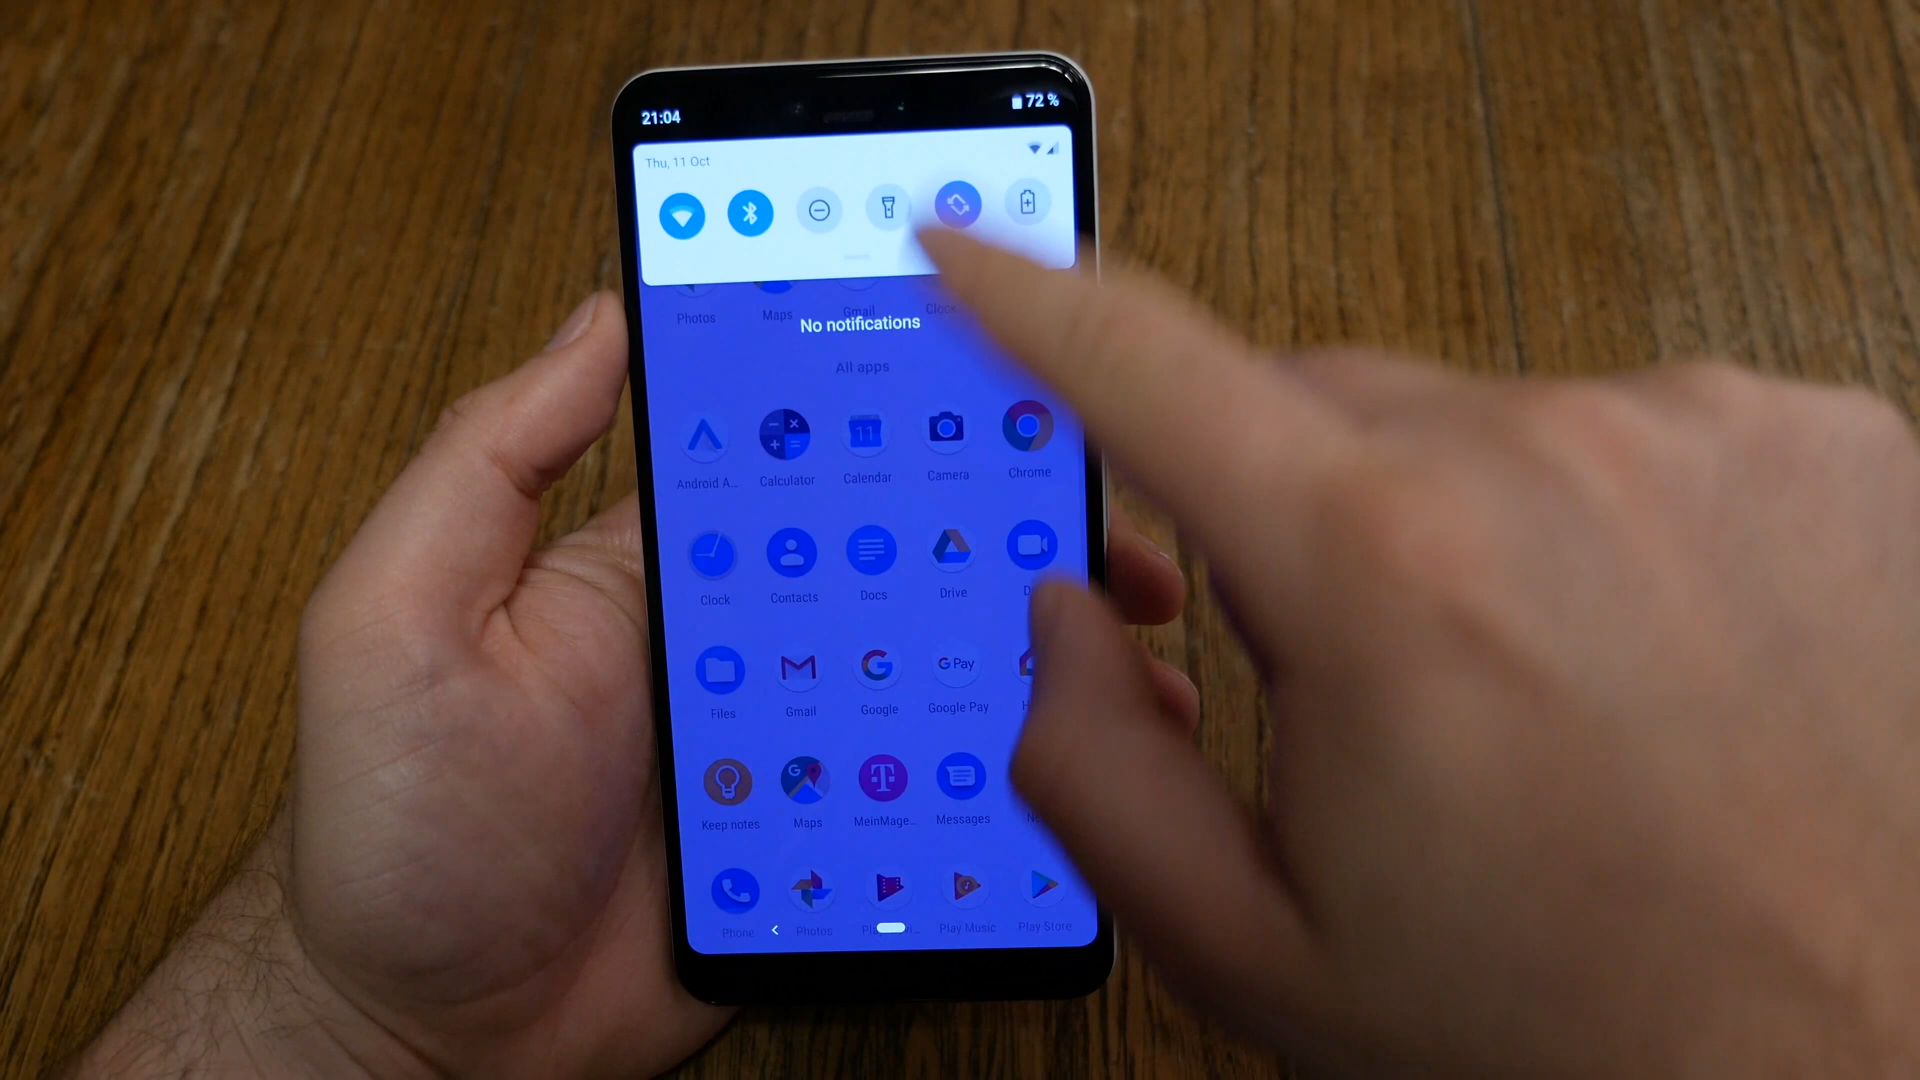 21:04 72 %
Thu, 11 Oct
Photos Maps Gmail Clock
No notifications
All apps
11
Android A... Calculator Calendar Camera Chrome
Clock Contacts Docs Drive
G Pay
Files Gmail Google Google Pay
G T
Keep notes Maps MeinMage... Messages
Phone Photos Play Music Play Store